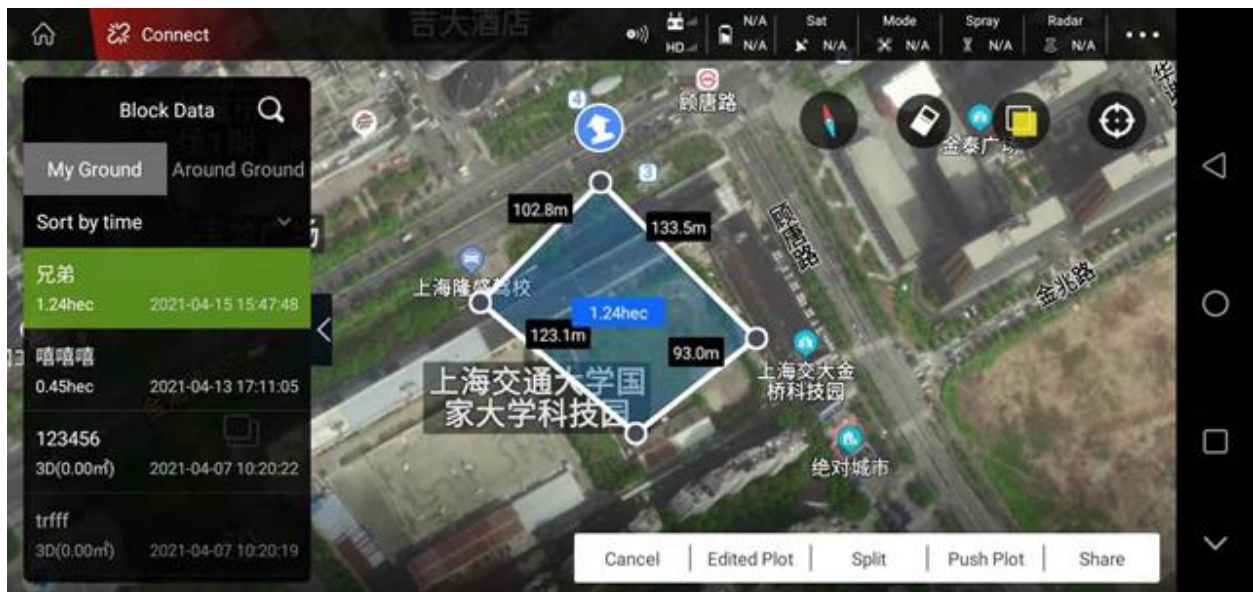 Connect
吉大酒店
HD
N/A
N/A
Sat
N/A
Mode
N/A
Spray
N/A
Radar
N/A
Block Data
My Ground
Around Ground
Sort by time
兄弟
1.24hec
2021-04-15 15:47:48
嘻嘻嘻
0.45hec
2021-04-13 17:11:05
123456
3D(0.00㎡)
2021-04-07 10:20:22
trfff
3D(0.00㎡)
2021-04-07 10:20:19
4
顾唐路
3
金泰广场
102.8m
133.5m
上海隆盛驾校
1.24hec
123.1m
93.0m
金兆路
上海交通大学国
家大学科技园
上海交大金
桥科技园
绝对城市
Cancel
Edited Plot
Split
Push Plot
Share